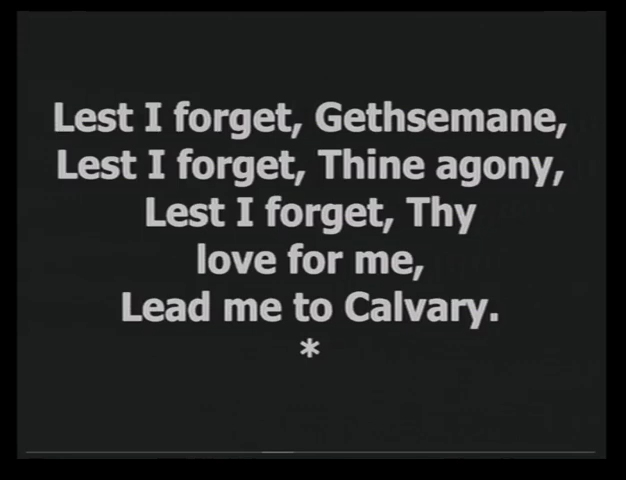 Lest I forget, Gethsemane,
Lest I forget, Thine agony,
Lest I forget, Thy
love for me,
Lead me to Calvary.
*